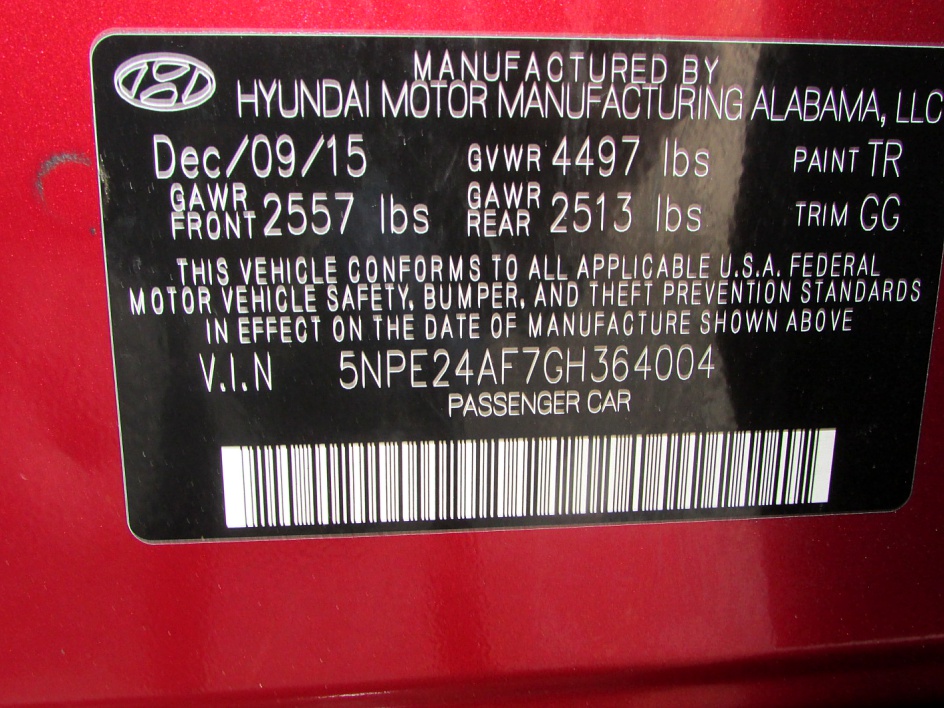 MANUFACTURED BY
HYUNDAI MOTOR MANUFACTURING ALABAMA, LLC
Dec/09/15 GVWR 4497 lbs PAINT TR
GAWR FRONT 2557 lbs GAWR REAR 2513 lbs TRIM GG
THIS VEHICLE CONFORMS TO ALL APPLICABLE U.S.A. FEDERAL
MOTOR VEHICLE SAFETY, BUMPER, AND THEFT PREVENTION STANDARDS
IN EFFECT ON THE DATE OF MANUFACTURE SHOWN ABOVE
V.I.N 5NPE24AF7GH364004
PASSENGER CAR